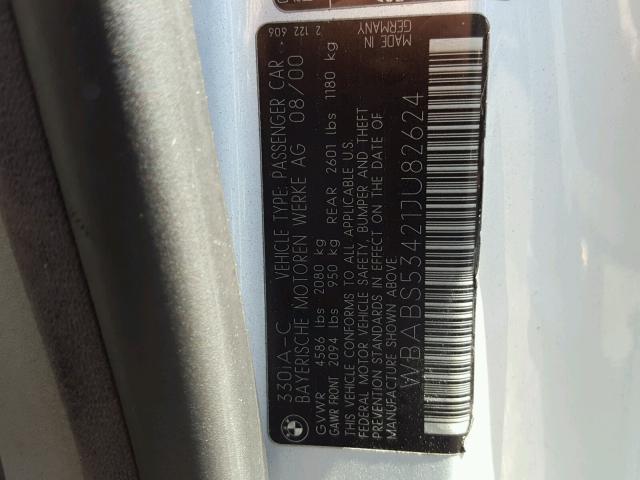 330iA-C VEHICLE TYPE: PASSENGER CAR 2 122 606
BAYERISCHE MOTOREN WERKE AG 08/00
GVWR 4586 lbs 2080 kg
GAWR FRONT 2094 lbs 950 kg REAR 2601 lbs 1180 kg
THIS VEHICLE CONFORMS TO ALL APPLICABLE U.S.
FEDERAL MOTOR VEHICLE SAFETY, BUMPER AND THEFT
PREVENTION STANDARDS IN EFFECT ON THE DATE OF
MANUFACTURE SHOWN ABOVE.
MADE IN
GERMANY
WBABS53421JU82624